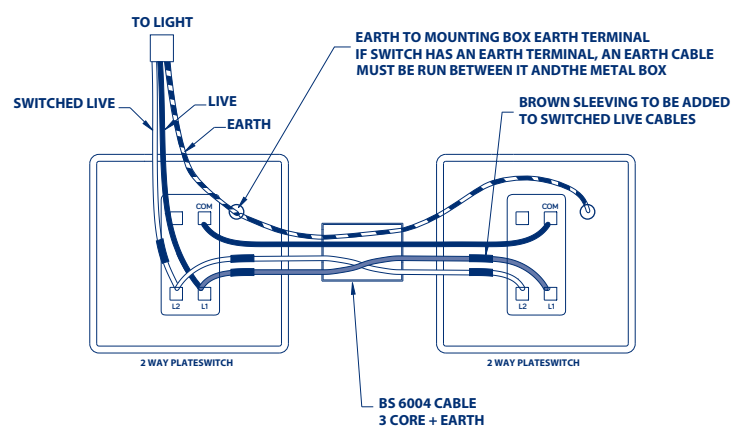 TO LIGHT
EARTH TO MOUNTING BOX EARTH TERMINAL
IF SWITCH HAS AN EARTH TERMINAL, AN EARTH CABLE
MUST BE RUN BETWEEN IT ANDTHE METAL BOX
SWITCHED LIVE
LIVE
EARTH
BROWN SLEEVING TO BE ADDED
TO SWITCHED LIVE CABLES
COM
COM
L2
L1
L2
L1
2 WAY PLATESWITCH
2 WAY PLATESWITCH
BS 6004 CABLE
3 CORE + EARTH